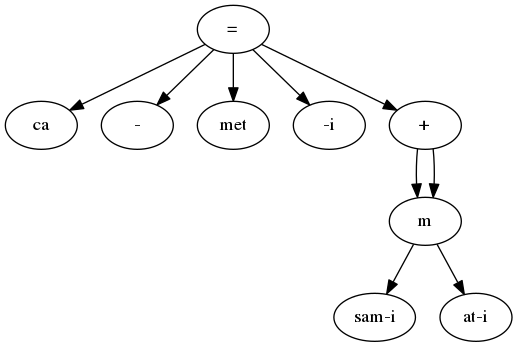 =
ca - met -i +
m
sam-i at-i